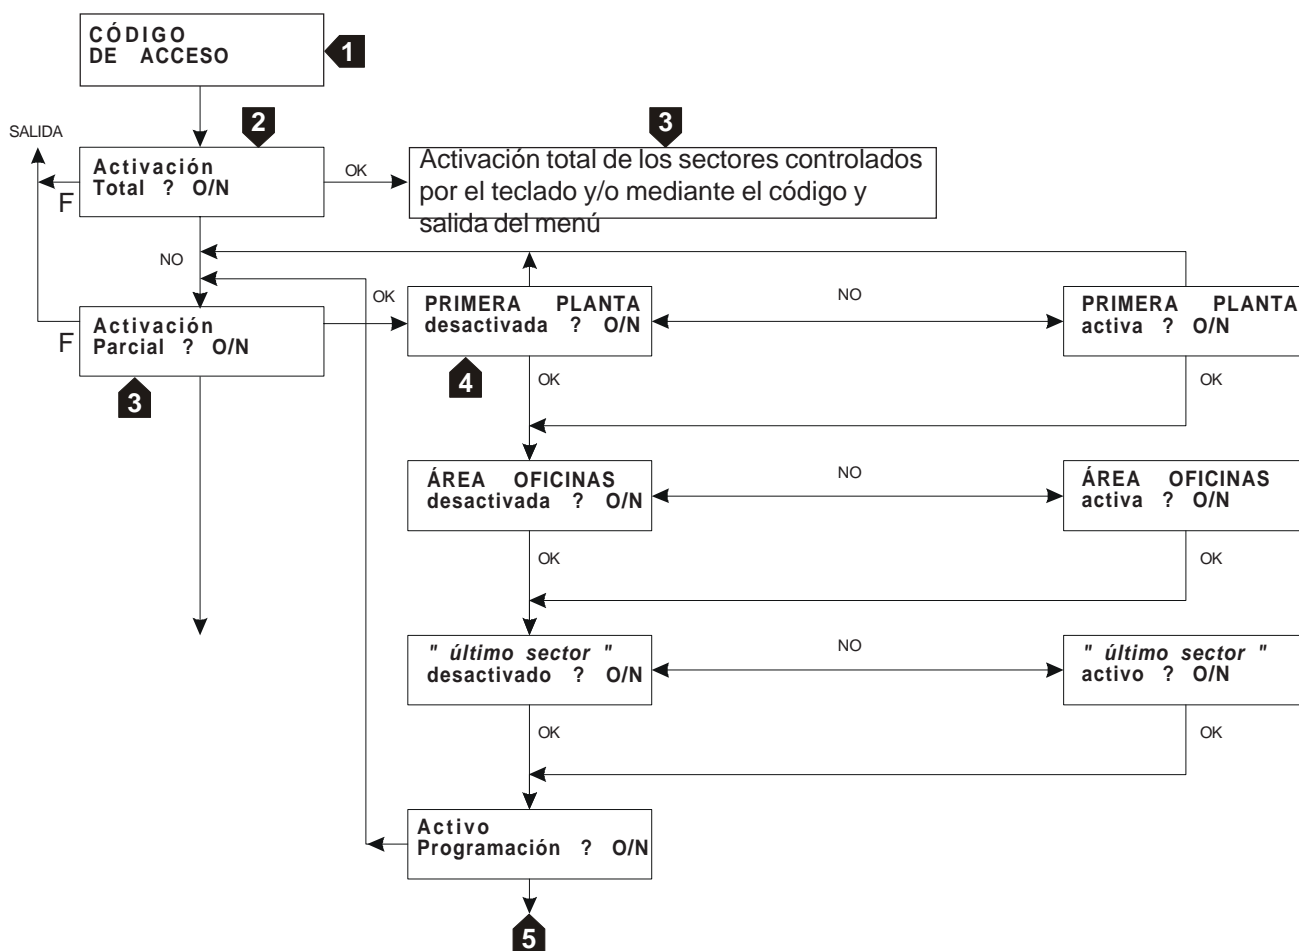 CÓDIGO
DE ACCESO
1
2
3
SALIDA
Activación
Total ? O/N
OK
Activación total de los sectores controlados
por el teclado y/o mediante el código y
salida del menú
F
NO
OK
PRIMERA PLANTA
desactivada ? O/N
NO
PRIMERA PLANTA
activa ? O/N
Activación
Parcial ? O/N
F
3
4
OK
OK
ÁREA OFICINAS
desactivada ? O/N
NO
ÁREA OFICINAS
activa ? O/N
OK
OK
" último sector "
desactivado ? O/N
NO
" último sector "
activo ? O/N
OK
OK
Activo
Programación ? O/N
5